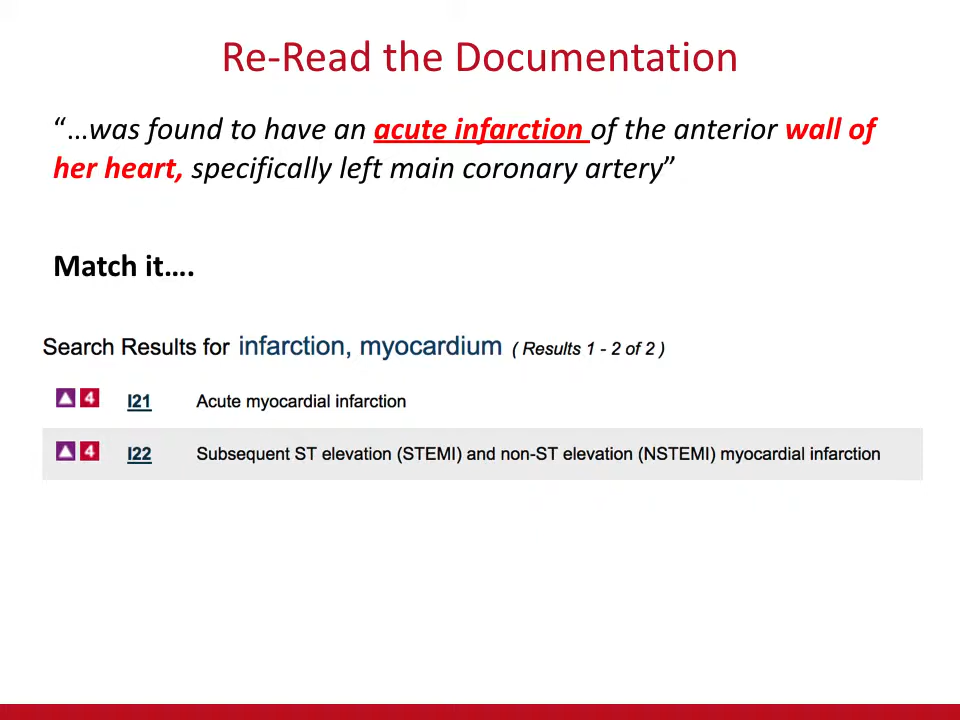 Re-Read the Documentation
“…was found to have an acute infarction of the anterior wall of
her heart, specifically left main coronary artery”
Match it….
Search Results for infarction, myocardium ( Results 1 - 2 of 2 )
4 I21 Acute myocardial infarction
4 I22 Subsequent ST elevation (STEMI) and non-ST elevation (NSTEMI) myocardial infarction